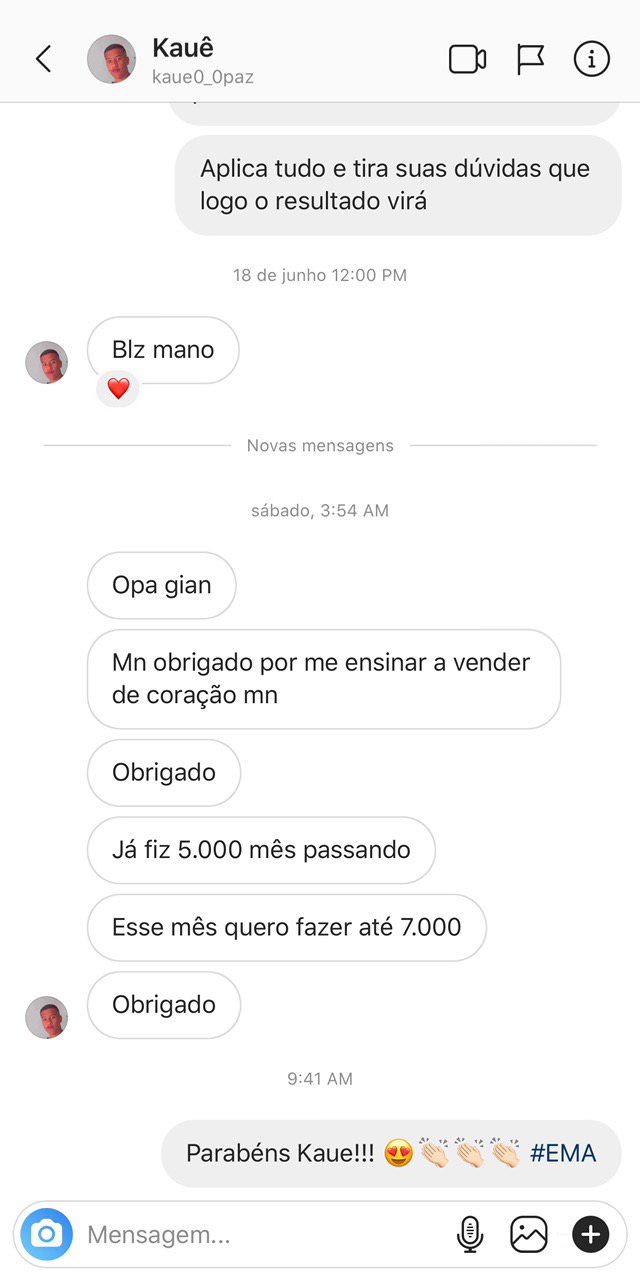 Kauê
kaue0_0paz
Aplica tudo e tira suas dúvidas que
logo o resultado virá
18 de junho 12:00 PM
Blz mano
Novas mensagens
sábado, 3:54 AM
Opa gian
Mn obrigado por me ensinar a vender
de coração mn
Obrigado
Já fiz 5.000 mês passando
Esse mês quero fazer até 7.000
Obrigado
9:41 AM
Parabéns Kaue!!! 😍👏🏻👏🏻👏🏻 #EMA
Mensagem...